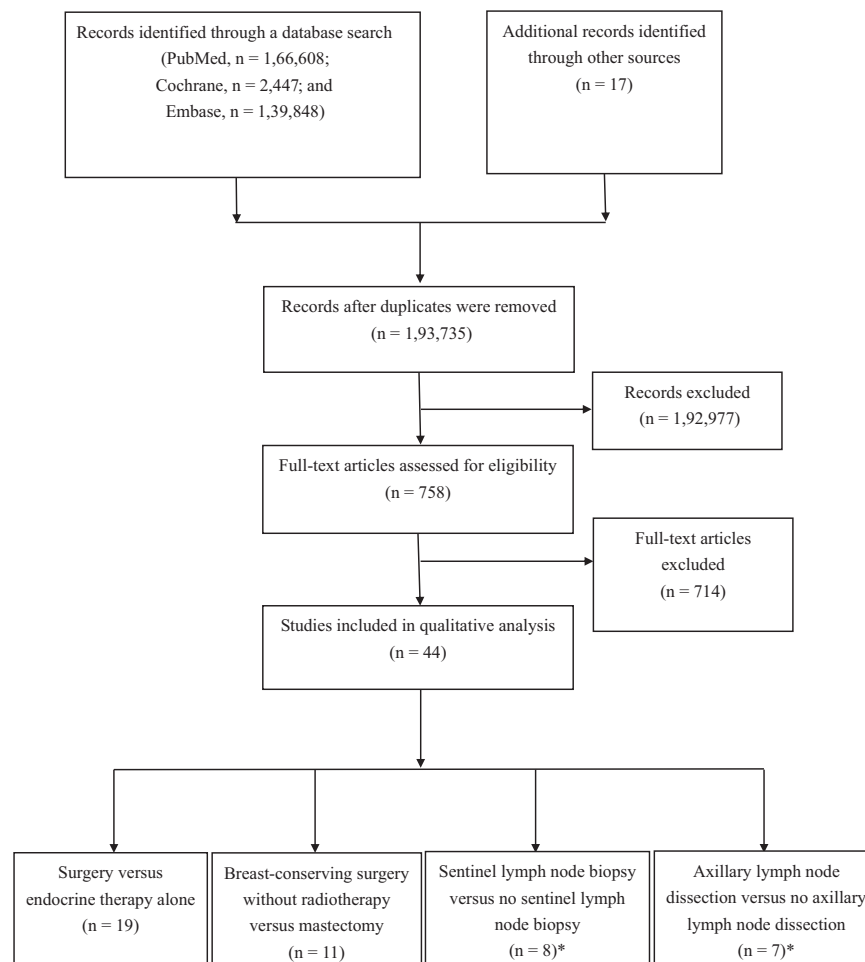 Records identified through a database search
(PubMed, n = 1,66,608;
Cochrane, n = 2,447; and
Embase, n = 1,39,848)
Additional records identified
through other sources
(n = 17)
Records after duplicates were removed
(n = 1,93,735)
Records excluded
(n = 1,92,977)
Full-text articles assessed for eligibility
(n = 758)
Full-text articles
excluded
(n = 714)
Studies included in qualitative analysis
(n = 44)
Surgery versus
endocrine therapy alone
(n = 19)
Breast-conserving surgery
without radiotherapy
versus mastectomy
(n = 11)
Sentinel lymph node biopsy
versus no sentinel lymph
node biopsy
(n = 8)*
Axillary lymph node
dissection versus no axillary
lymph node dissection
(n = 7)*